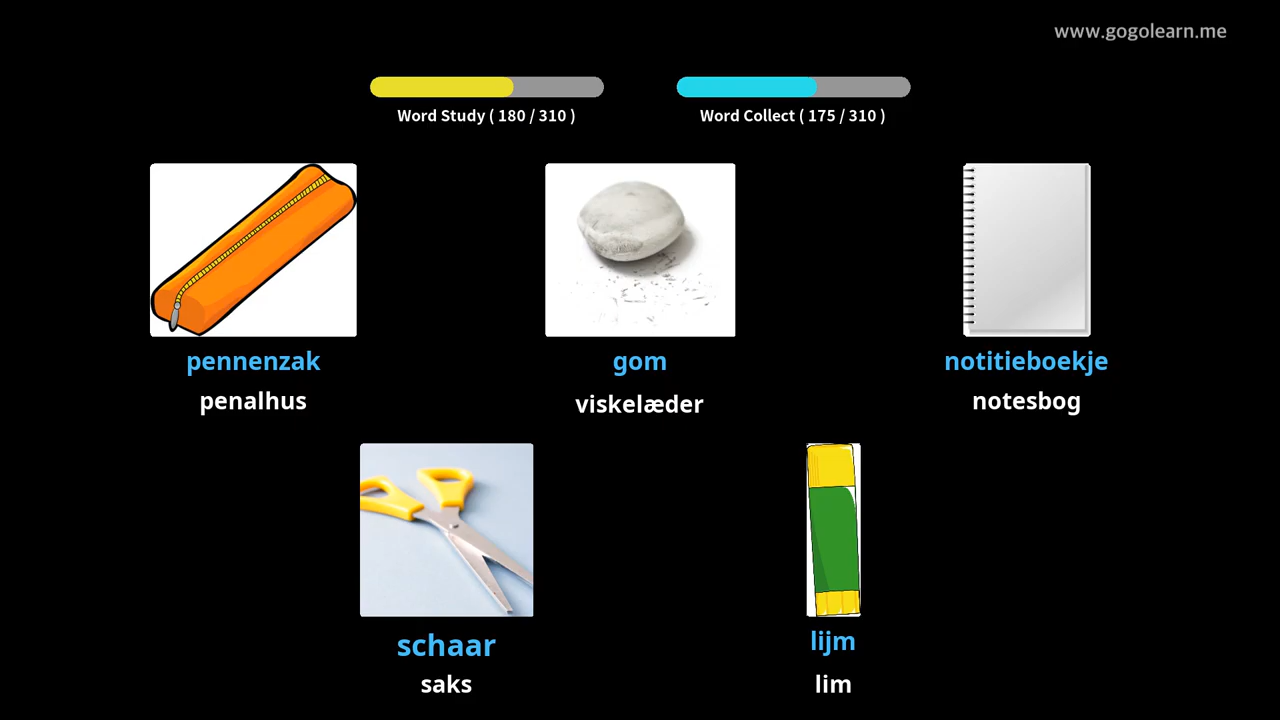 www.gogolearn.me
Word Study ( 180 / 310 )
Word Collect ( 175 / 310 )
pennenzak
penalhus
gom
viskelæder
notitieboekje
notesbog
schaar
saks
lijm
lim